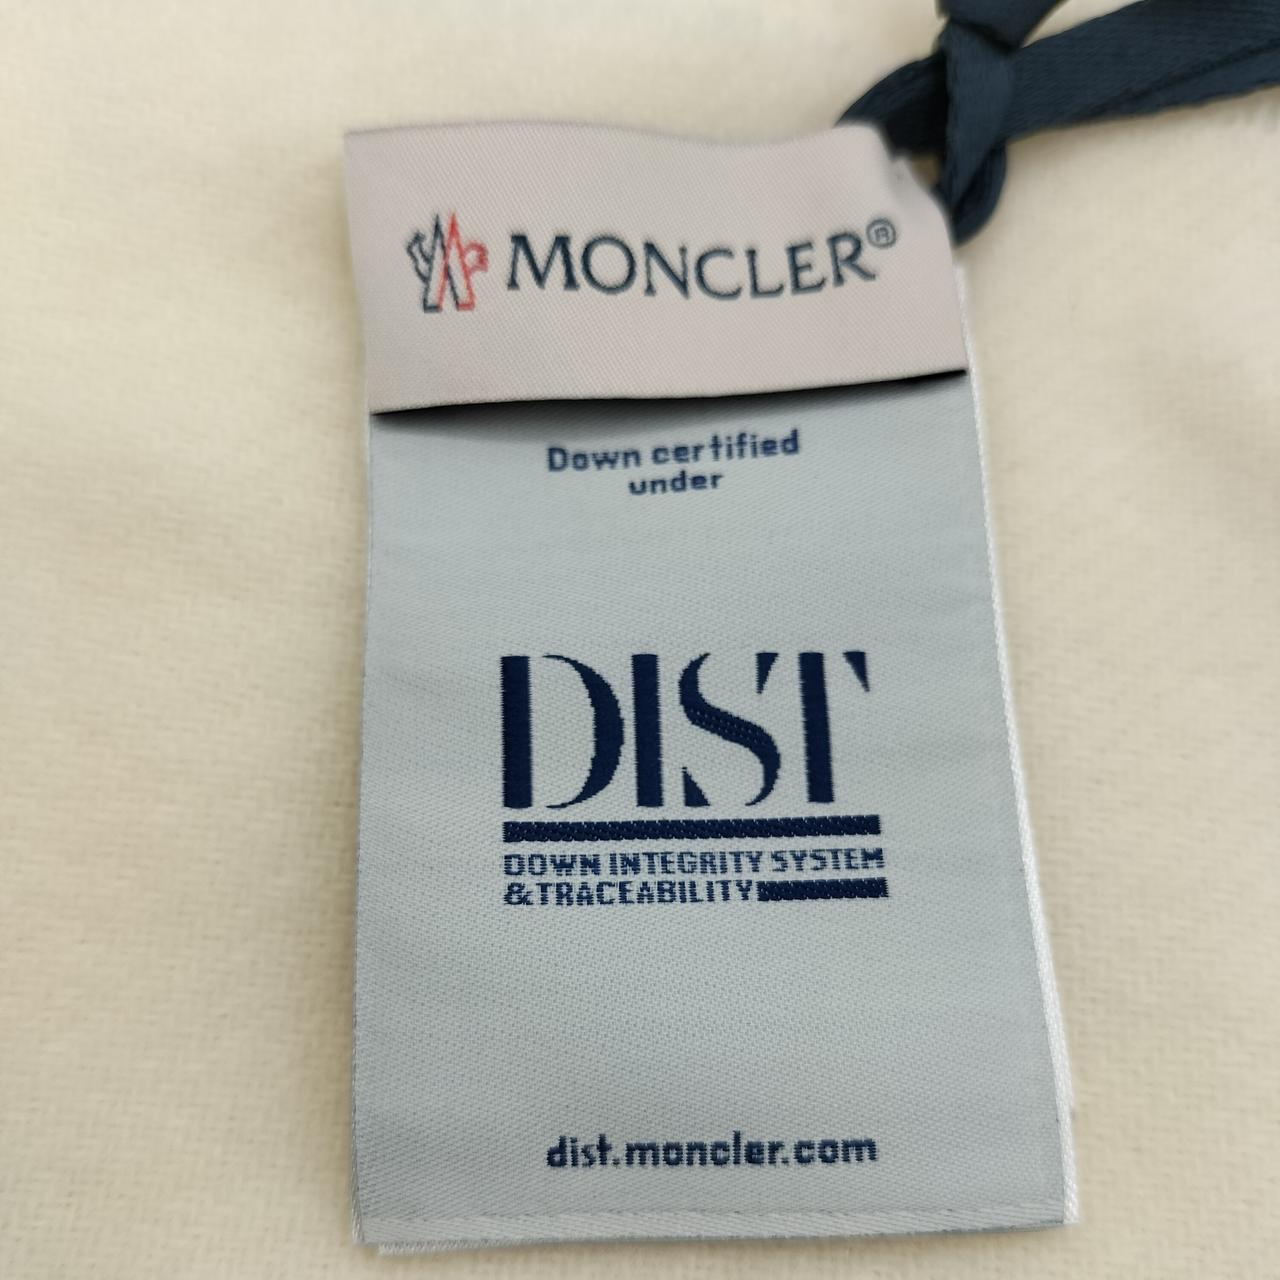 MONCLER®
Down certified
under
DIST
DOWN INTEGRITY SYSTEM
&TRACEABILITY
dist.moncler.com